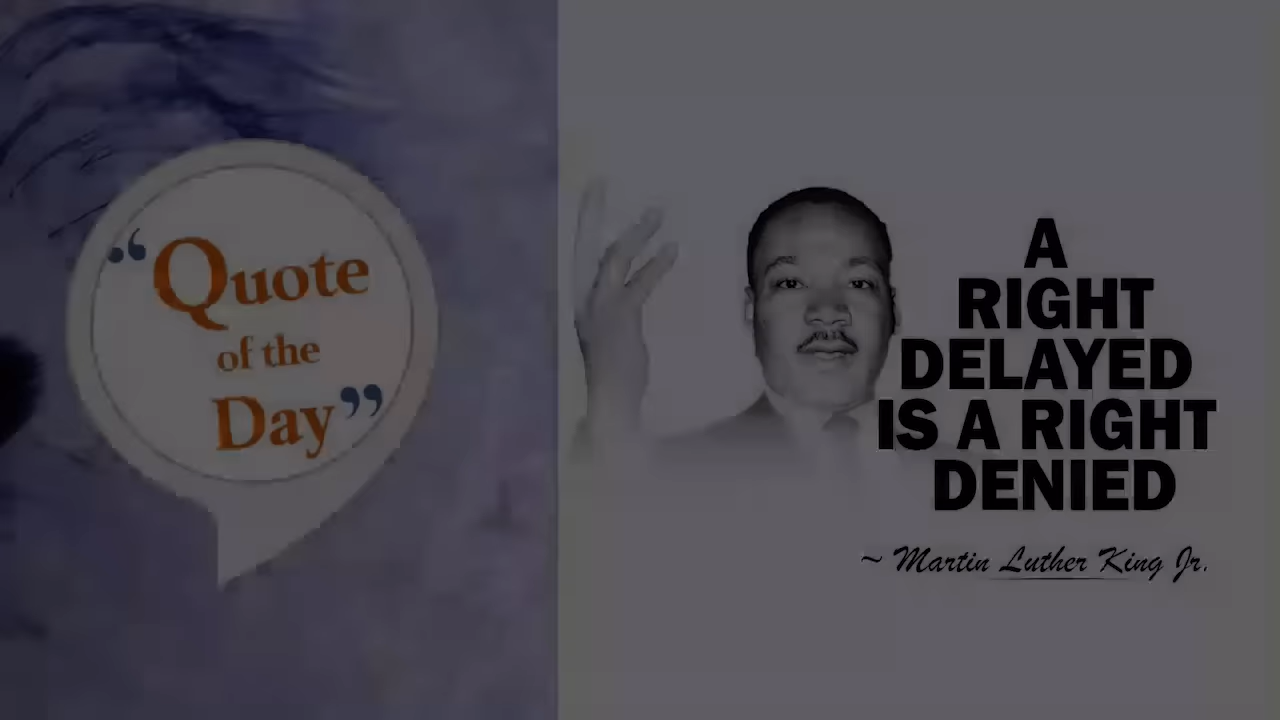 “Quote
of the
Day”
A
RIGHT
DELAYED
IS A RIGHT
DENIED
~ Martin Luther King Jr.